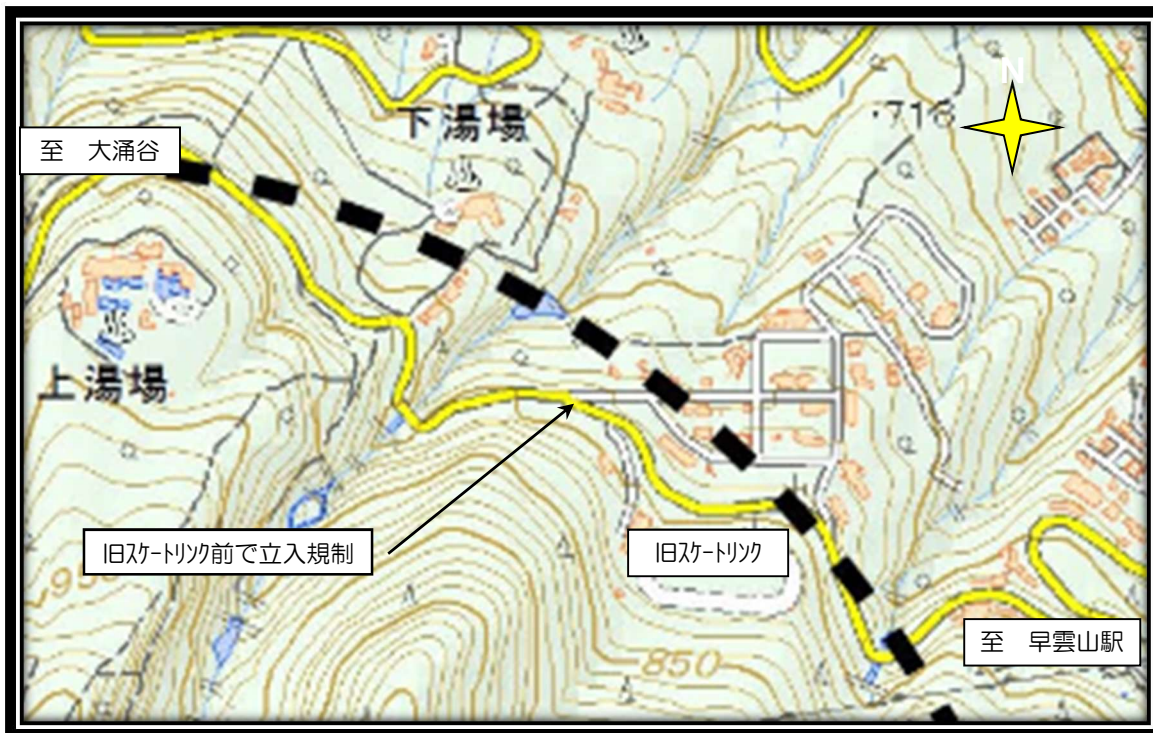 N
下湯場
・716
至　大涌谷
上湯場
旧ｽｹｰﾄﾘﾝｸ前で立入規制
旧ｽｹｰﾄﾘﾝｸ
950
850
至　早雲山駅